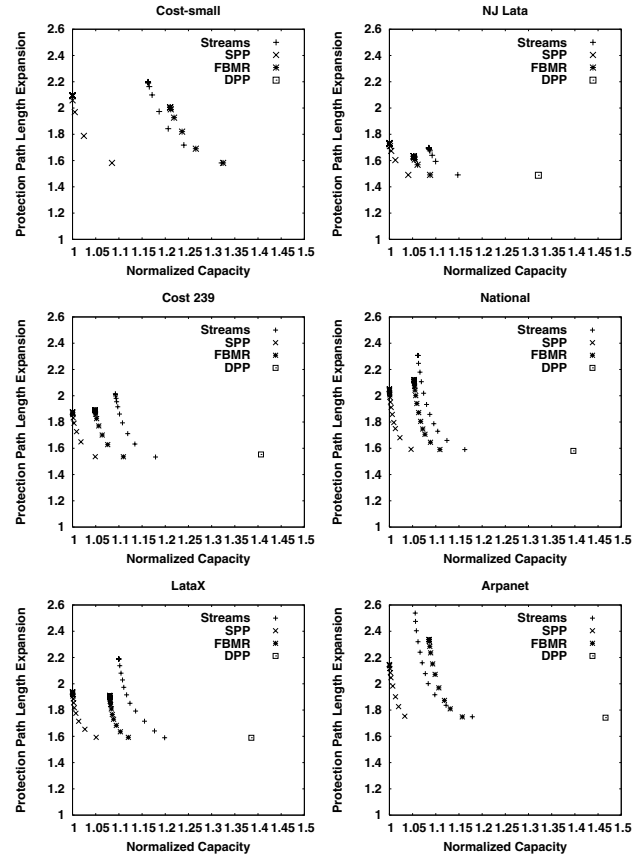 Cost-small
Protection Path Length Expansion
2.6
2.4
2.2
2
1.8
1.6
1.4
1.2
1
Streams
SPP
FBMR
DPP
1 1.05 1.1 1.15 1.2 1.25 1.3 1.35 1.4 1.45 1.5
Normalized Capacity
NJ Lata
Protection Path Length Expansion
2.6
2.4
2.2
2
1.8
1.6
1.4
1.2
1
Streams
SPP
FBMR
DPP
1 1.05 1.1 1.15 1.2 1.25 1.3 1.35 1.4 1.45 1.5
Normalized Capacity
Cost 239
Protection Path Length Expansion
2.6
2.4
2.2
2
1.8
1.6
1.4
1.2
1
Streams
SPP
FBMR
DPP
1 1.05 1.1 1.15 1.2 1.25 1.3 1.35 1.4 1.45 1.5
Normalized Capacity
National
Protection Path Length Expansion
2.6
2.4
2.2
2
1.8
1.6
1.4
1.2
1
Streams
SPP
FBMR
DPP
1 1.05 1.1 1.15 1.2 1.25 1.3 1.35 1.4 1.45 1.5
Normalized Capacity
LataX
Protection Path Length Expansion
2.6
2.4
2.2
2
1.8
1.6
1.4
1.2
1
Streams
SPP
FBMR
DPP
1 1.05 1.1 1.15 1.2 1.25 1.3 1.35 1.4 1.45 1.5
Normalized Capacity
Arpanet
Protection Path Length Expansion
2.6
2.4
2.2
2
1.8
1.6
1.4
1.2
1
Streams
SPP
FBMR
DPP
1 1.05 1.1 1.15 1.2 1.25 1.3 1.35 1.4 1.45 1.5
Normalized Capacity